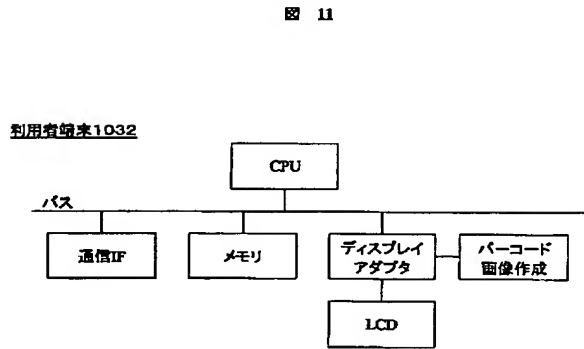 図 11
利用者端末1032
CPU
バス
通信IF
メモリ
ディスプレイ
アダプタ
バーコード
画像作成
LCD